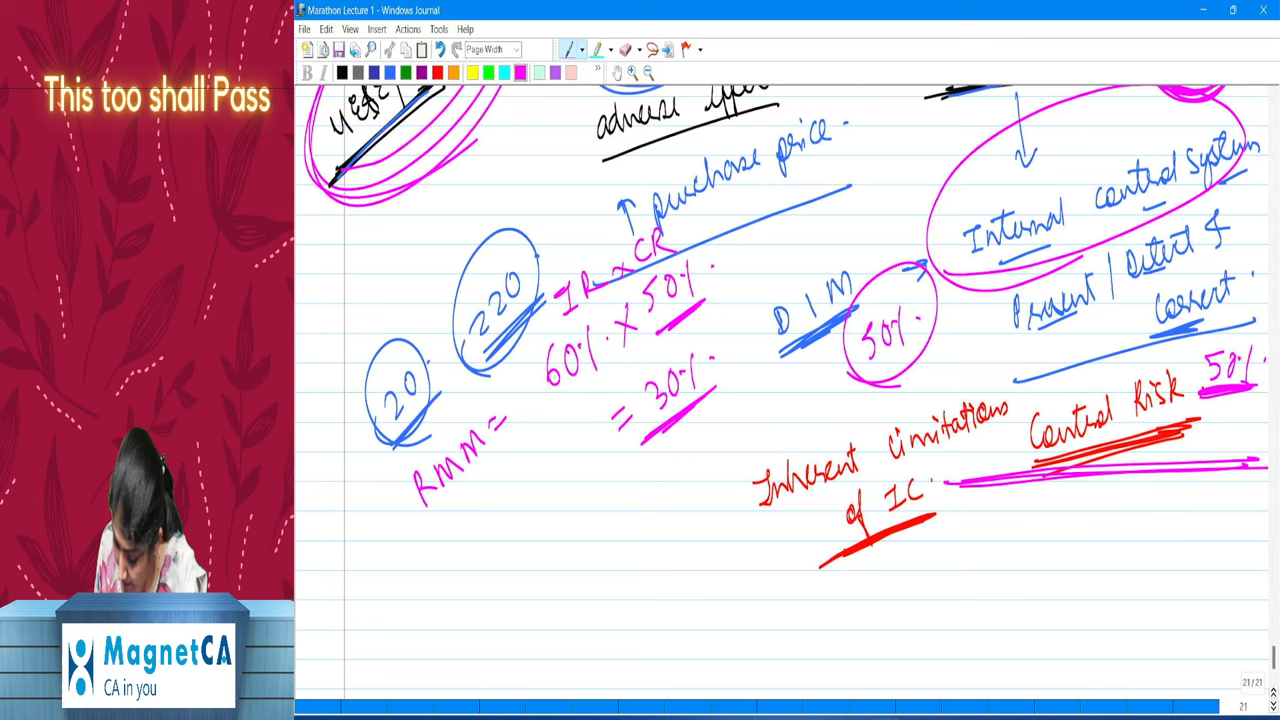 This too shall Pass
MagnetCA
CA in you
Marathon Lecture 1 - Windows Journal
File Edit View Insert Actions Tools Help
Page Width
B I
adverse
↑ purchase price.
Internal control System
Prevent / Detect &
Correct.
220
IR × CR
60% × 50%.
= 30%.
D I M
50%.
20.
RMM =
Inherent limitations
of IC.
Control Risk
50%.
21/21
21